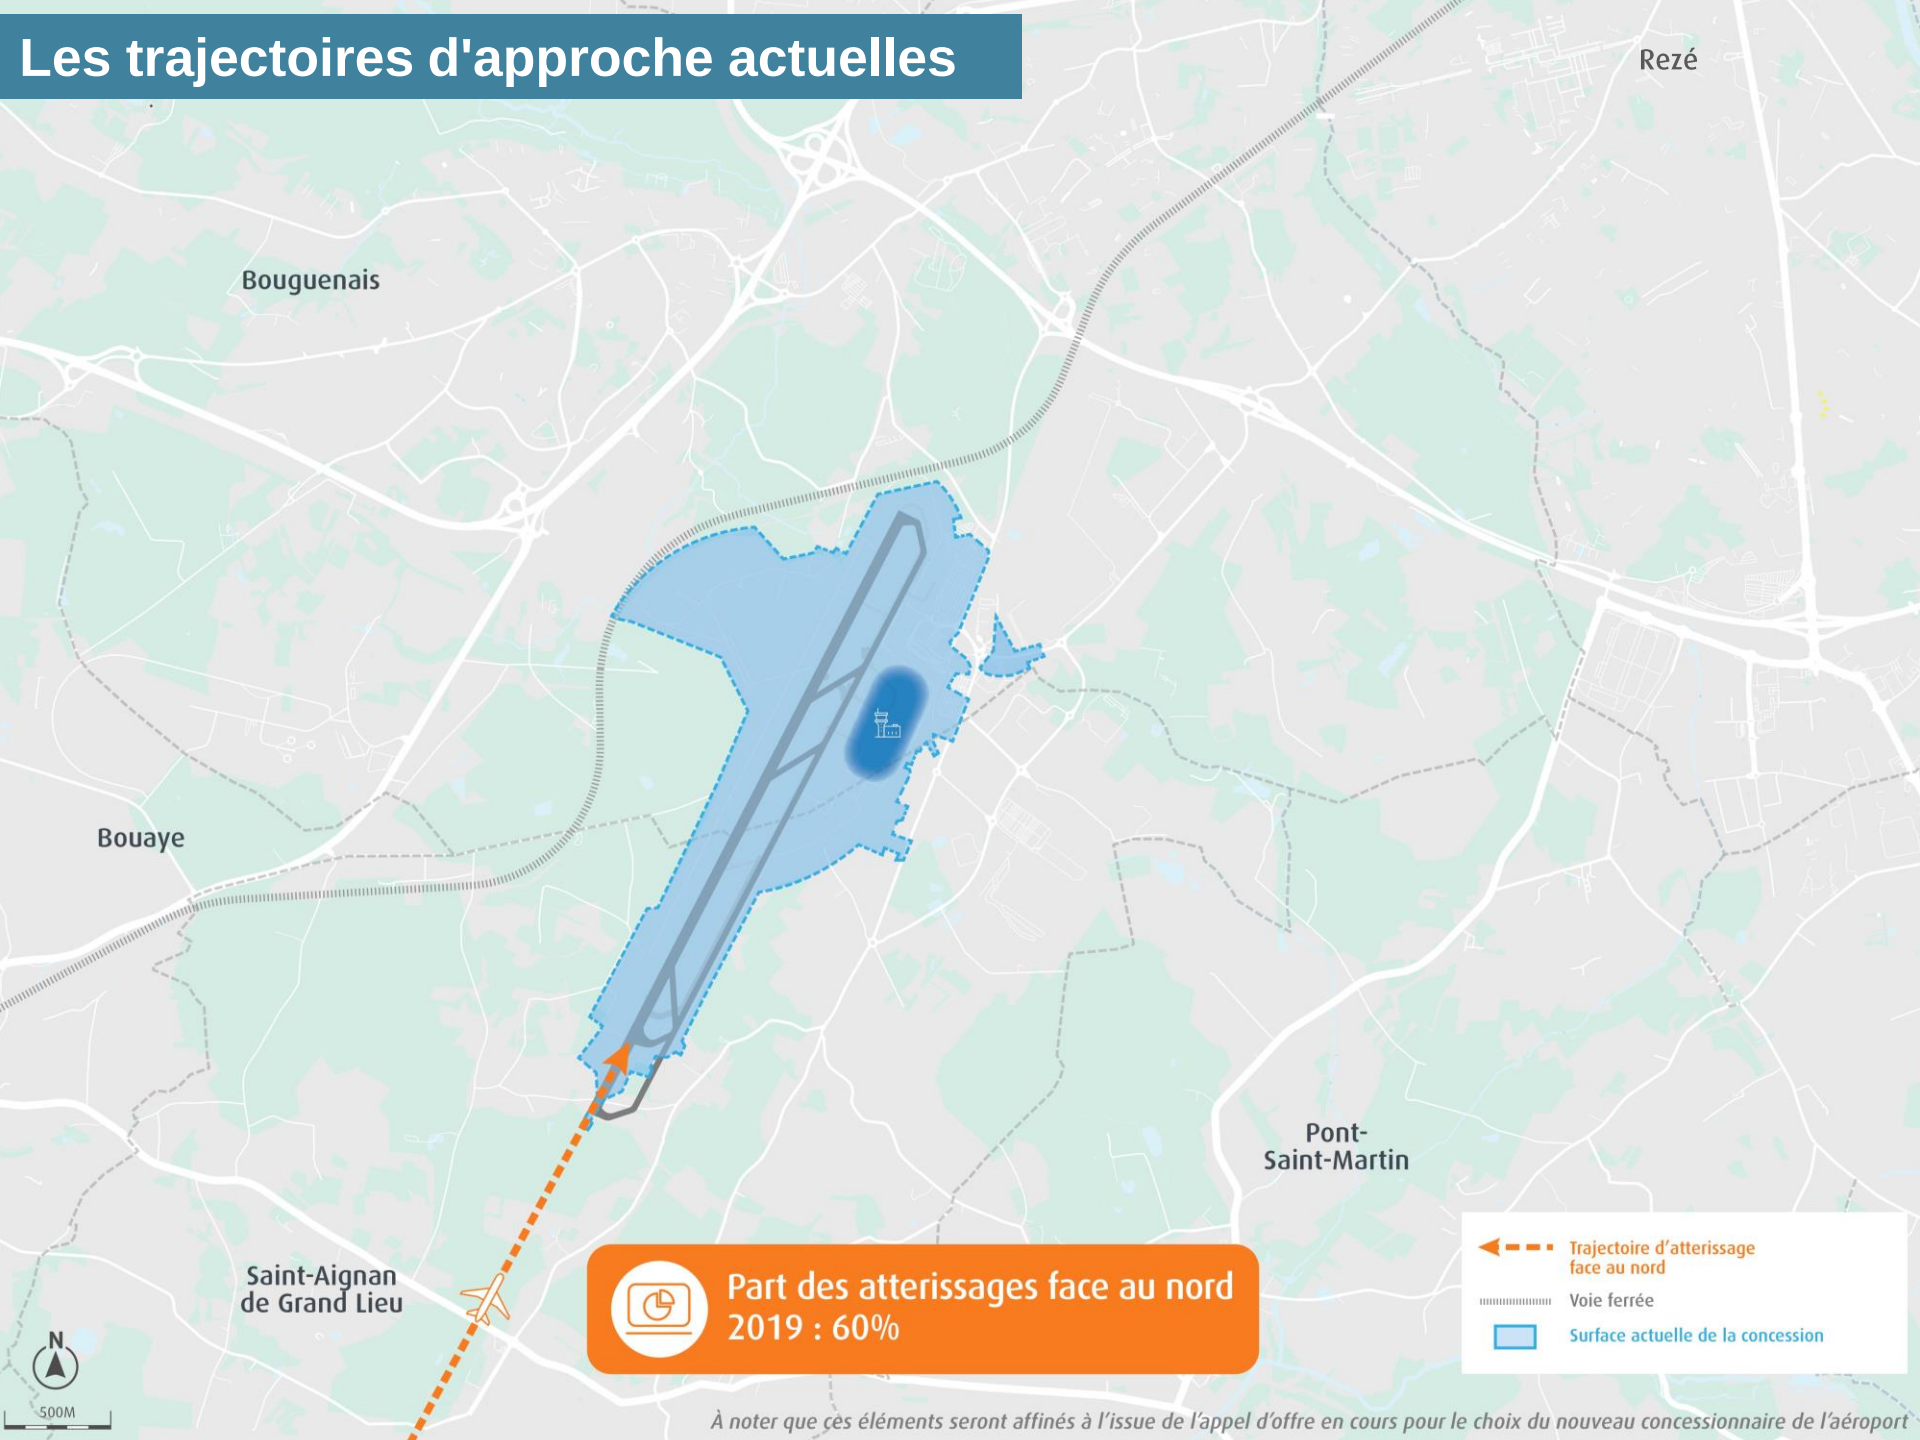 Les trajectoires d'approche actuelles
Rezé
Bouguenais
Bouaye
Pont-
Saint-Martin
Saint-Aignan
de Grand Lieu
Part des atterissages face au nord
2019 : 60%
Trajectoire d'atterissage
face au nord
Voie ferrée
Surface actuelle de la concession
N
500M
À noter que ces éléments seront affinés à l'issue de l'appel d'offre en cours pour le choix du nouveau concessionnaire de l'aéroport